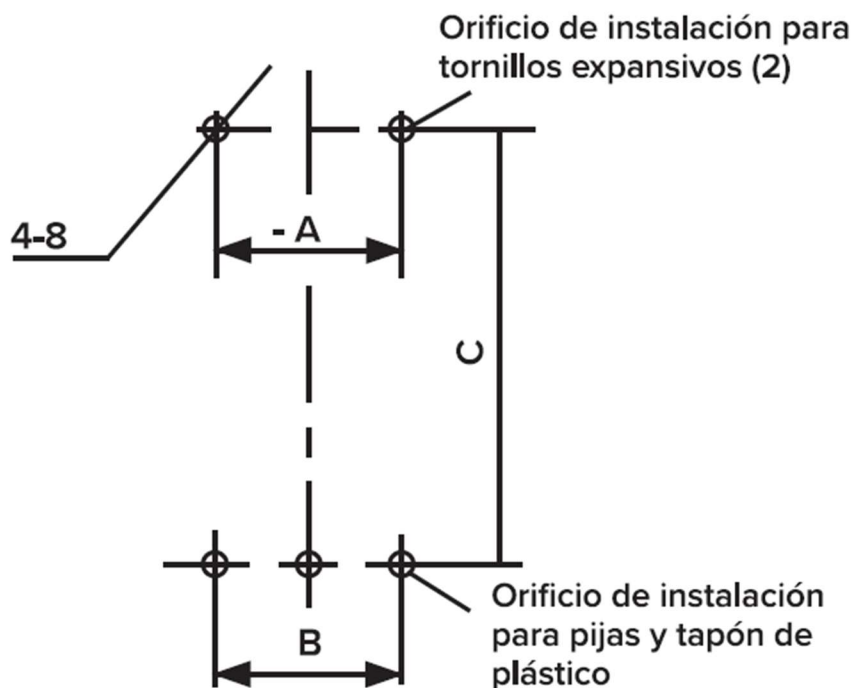 Orificio de instalación para
tornillos expansivos (2)
4-8
- A
C
B
Orificio de instalación
para pijas y tapón de
plástico